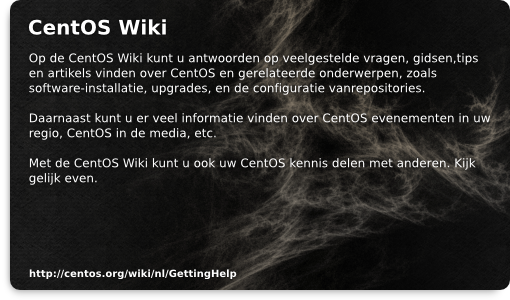 CentOS Wiki
Op de CentOS Wiki kunt u antwoorden op veelgestelde vragen, gidsen,tips
en artikels vinden over CentOS en gerelateerde onderwerpen, zoals
software-installatie, upgrades, en de configuratie vanrepositories.
Daarnaast kunt u er veel informatie vinden over CentOS evenementen in uw
regio, CentOS in de media, etc.
Met de CentOS Wiki kunt u ook uw CentOS kennis delen met anderen. Kijk
gelijk even.
http://centos.org/wiki/nl/GettingHelp